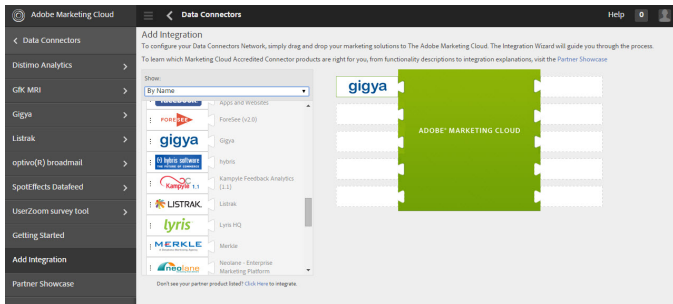 Adobe Marketing Cloud
Data Connectors
Help 0
Data Connectors
Distimo Analytics
GfK MRI
Gigya
Listrak
optivo(R) broadmail
SpotEffects Datafeed
UserZoom survey tool
Getting Started
Add Integration
Partner Showcase
Add Integration
To configure your Data Connectors Network, simply drag and drop your marketing solutions to The Adobe Marketing Cloud. The Integration Wizard will guide you through the process.
To learn which Marketing Cloud Accredited Connector products are right for you, from functionality descriptions to integration explanations, visit the Partner Showcase
Show:
By Name
Apps and Websites
FORESEE ForeSee (v2.0)
gigya Gigya
hybris software hybris
Kampyle 1.1 Kampyle Feedback Analytics
(1.1)
LISTRAK. Listrak
lyris Lyris HQ
MERKLE Merkle
neolane Neolane - Enterprise
Marketing Platform
Don't see your partner product listed? Click Here to integrate.
gigya
ADOBE® MARKETING CLOUD